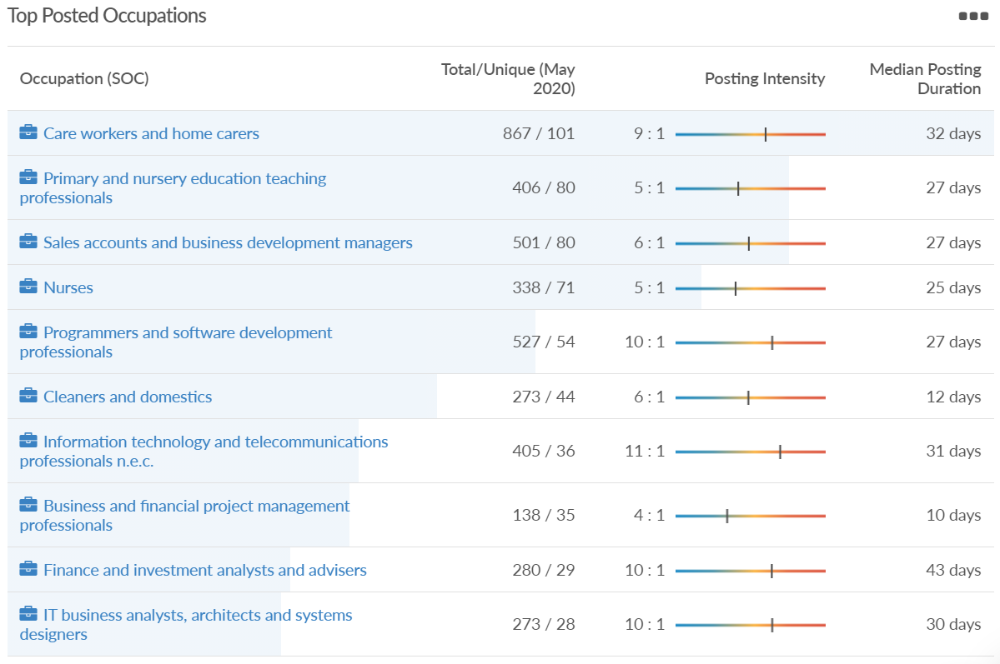 Top Posted Occupations
Occupation (SOC)
Total/Unique (May
2020)
Posting Intensity
Median Posting
Duration
Care workers and home carers 867 / 101 9 : 1 32 days
Primary and nursery education teaching
professionals 406 / 80 5 : 1 27 days
Sales accounts and business development managers 501 / 80 6 : 1 27 days
Nurses 338 / 71 5 : 1 25 days
Programmers and software development
professionals 527 / 54 10 : 1 27 days
Cleaners and domestics 273 / 44 6 : 1 12 days
Information technology and telecommunications
professionals n.e.c. 405 / 36 11 : 1 31 days
Business and financial project management
professionals 138 / 35 4 : 1 10 days
Finance and investment analysts and advisers 280 / 29 10 : 1 43 days
IT business analysts, architects and systems
designers 273 / 28 10 : 1 30 days